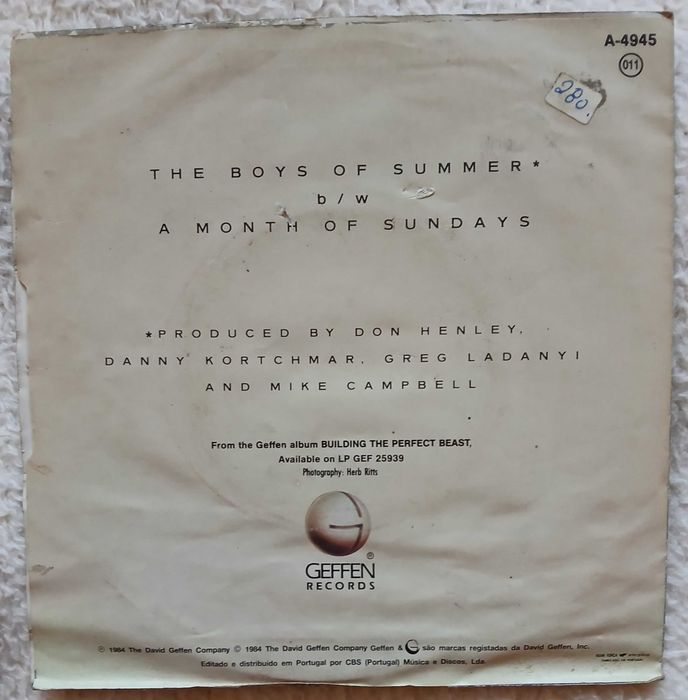 A-4945
011
280.
THE BOYS OF SUMMER*
b/w
A MONTH OF SUNDAYS
*PRODUCED BY DON HENLEY,
DANNY KORTCHMAR, GREG LADANYI
AND MIKE CAMPBELL
From the Geffen album BUILDING THE PERFECT BEAST,
Available on LP GEF 25939
Photography: Herb Ritts
®
GEFFEN
RECORDS
℗ 1984 The David Geffen Company © 1984 The David Geffen Company Geffen & G são marcas registadas da David Geffen, Inc.
Editado e distribuído em Portugal por CBS (Portugal) Música e Discos, Lda.